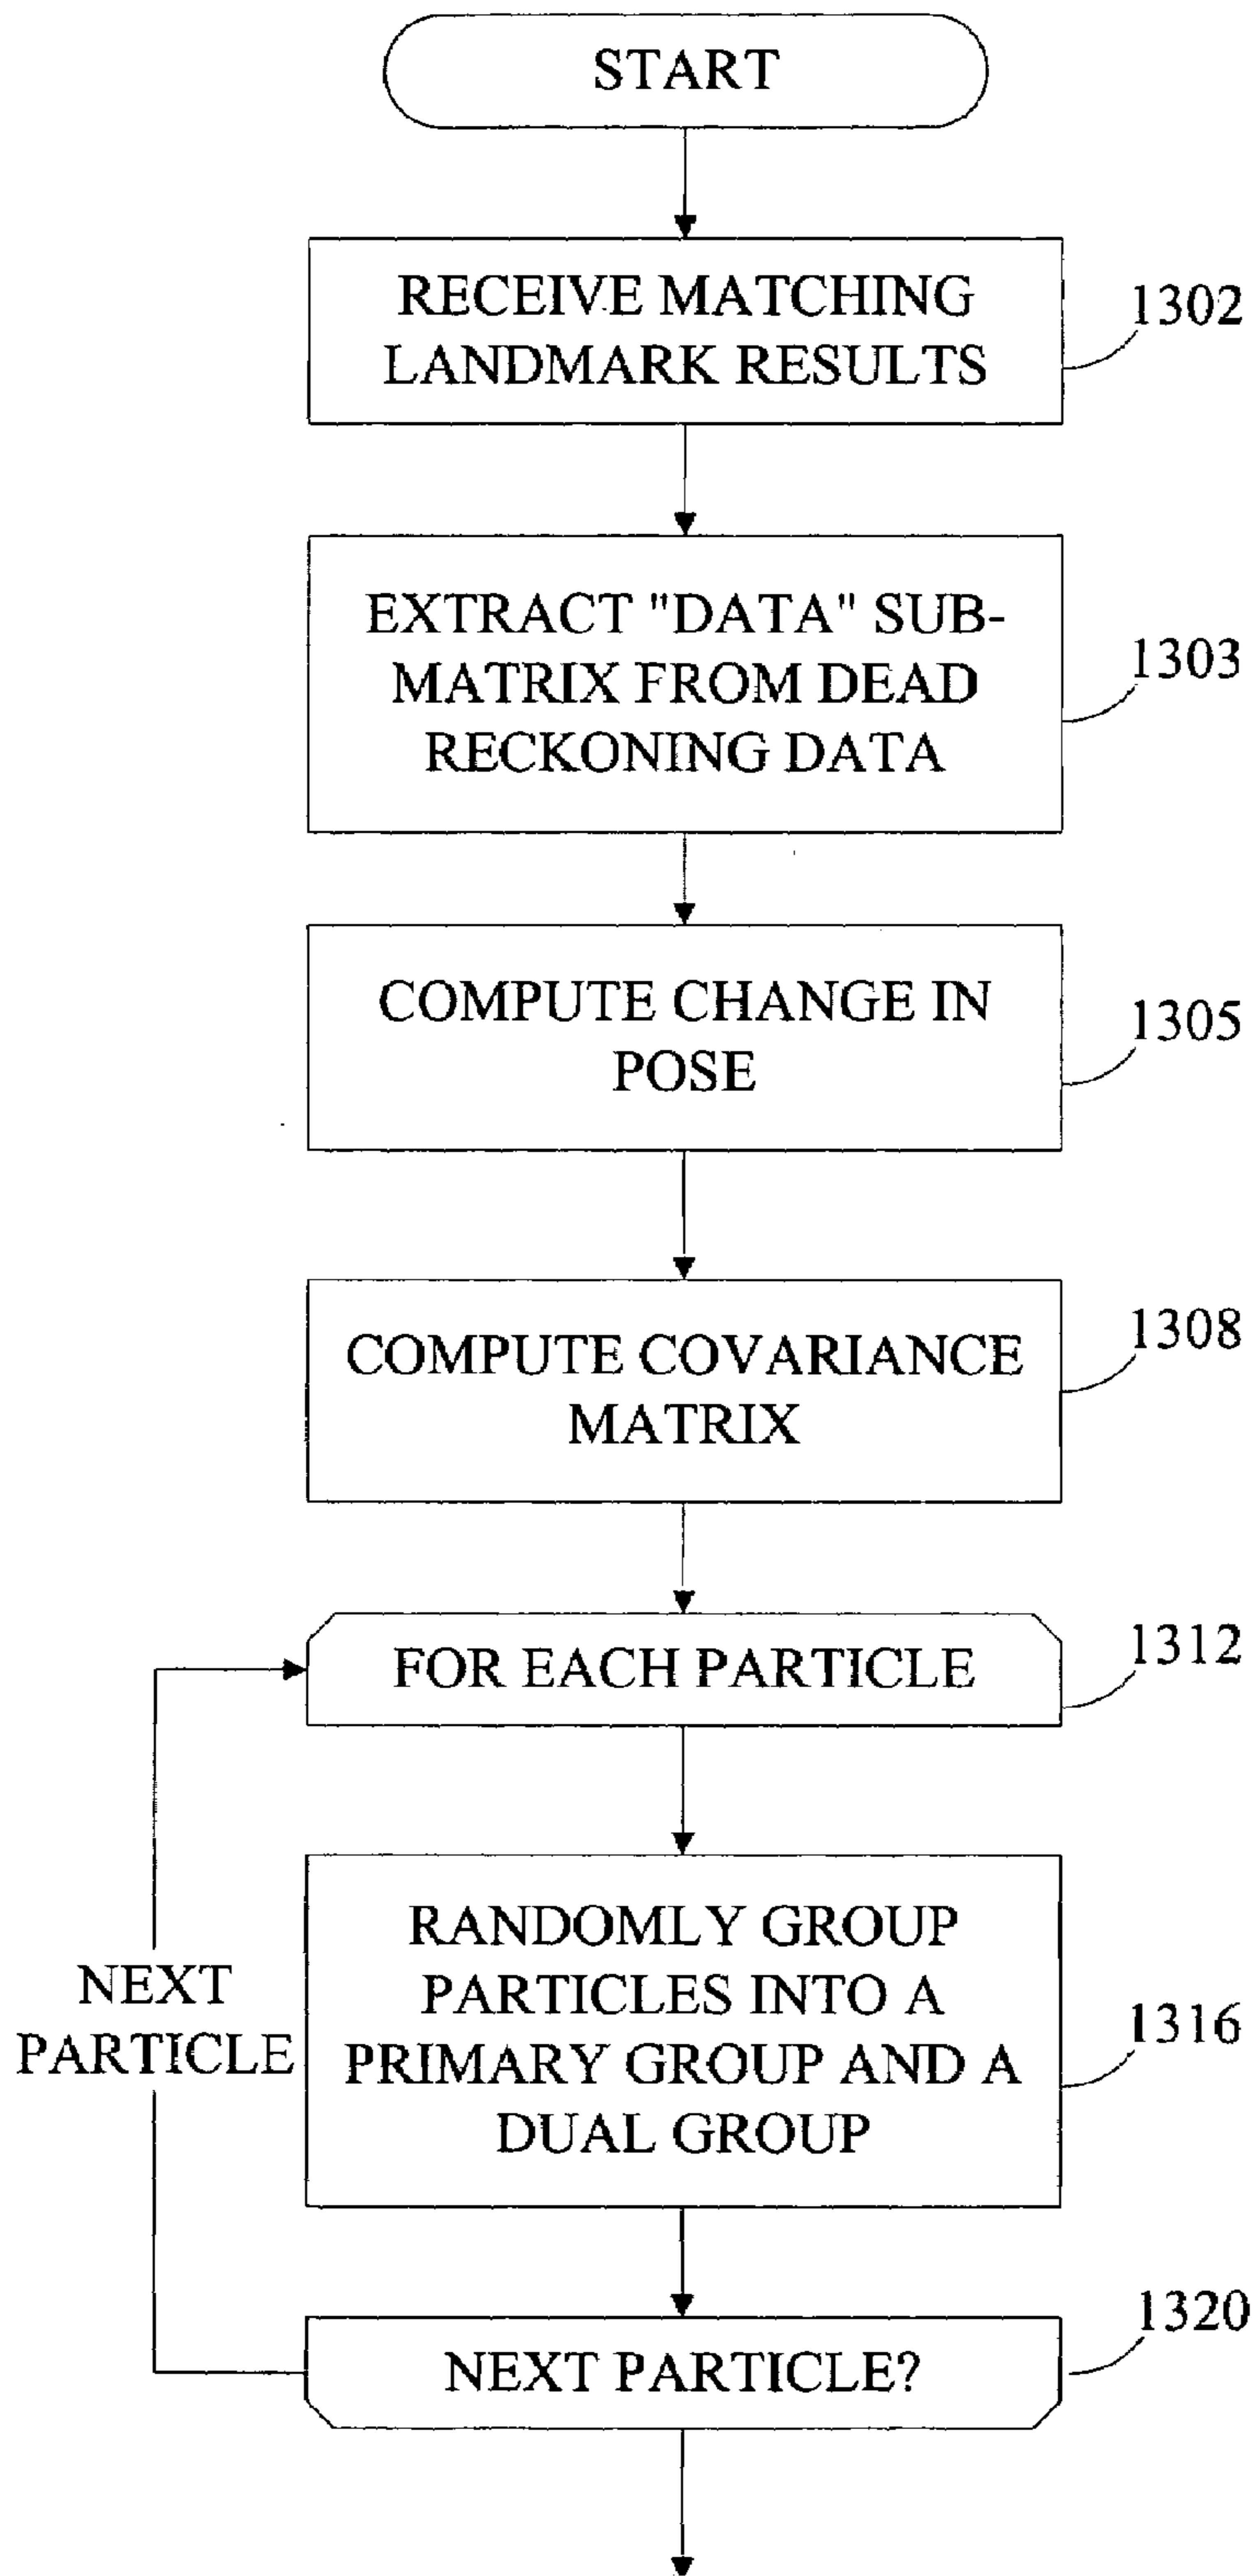 START
RECEIVE MATCHING
LANDMARK RESULTS
1302
EXTRACT "DATA" SUB-
MATRIX FROM DEAD
RECKONING DATA
1303
COMPUTE CHANGE IN
POSE
1305
COMPUTE COVARIANCE
MATRIX
1308
FOR EACH PARTICLE
1312
RANDOMLY GROUP
PARTICLES INTO A
PRIMARY GROUP AND A
DUAL GROUP
1316
NEXT
PARTICLE
NEXT PARTICLE?
1320